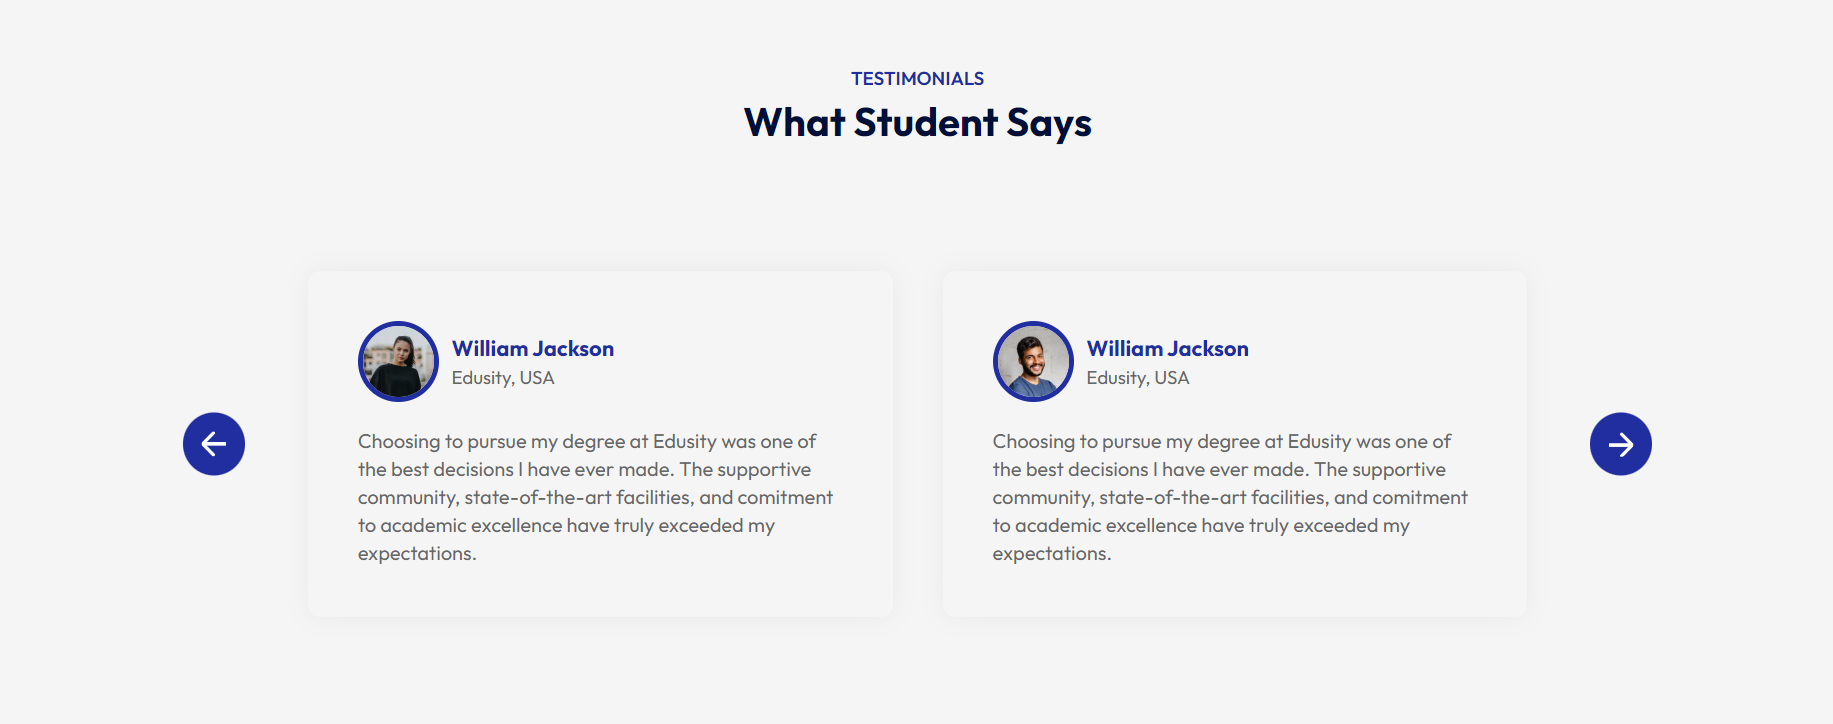 TESTIMONIALS
What Student Says
William Jackson
Edusity, USA
Choosing to pursue my degree at Edusity was one of
the best decisions I have ever made. The supportive
community, state-of-the-art facilities, and comitment
to academic excellence have truly exceeded my
expectations.
William Jackson
Edusity, USA
Choosing to pursue my degree at Edusity was one of
the best decisions I have ever made. The supportive
community, state-of-the-art facilities, and comitment
to academic excellence have truly exceeded my
expectations.